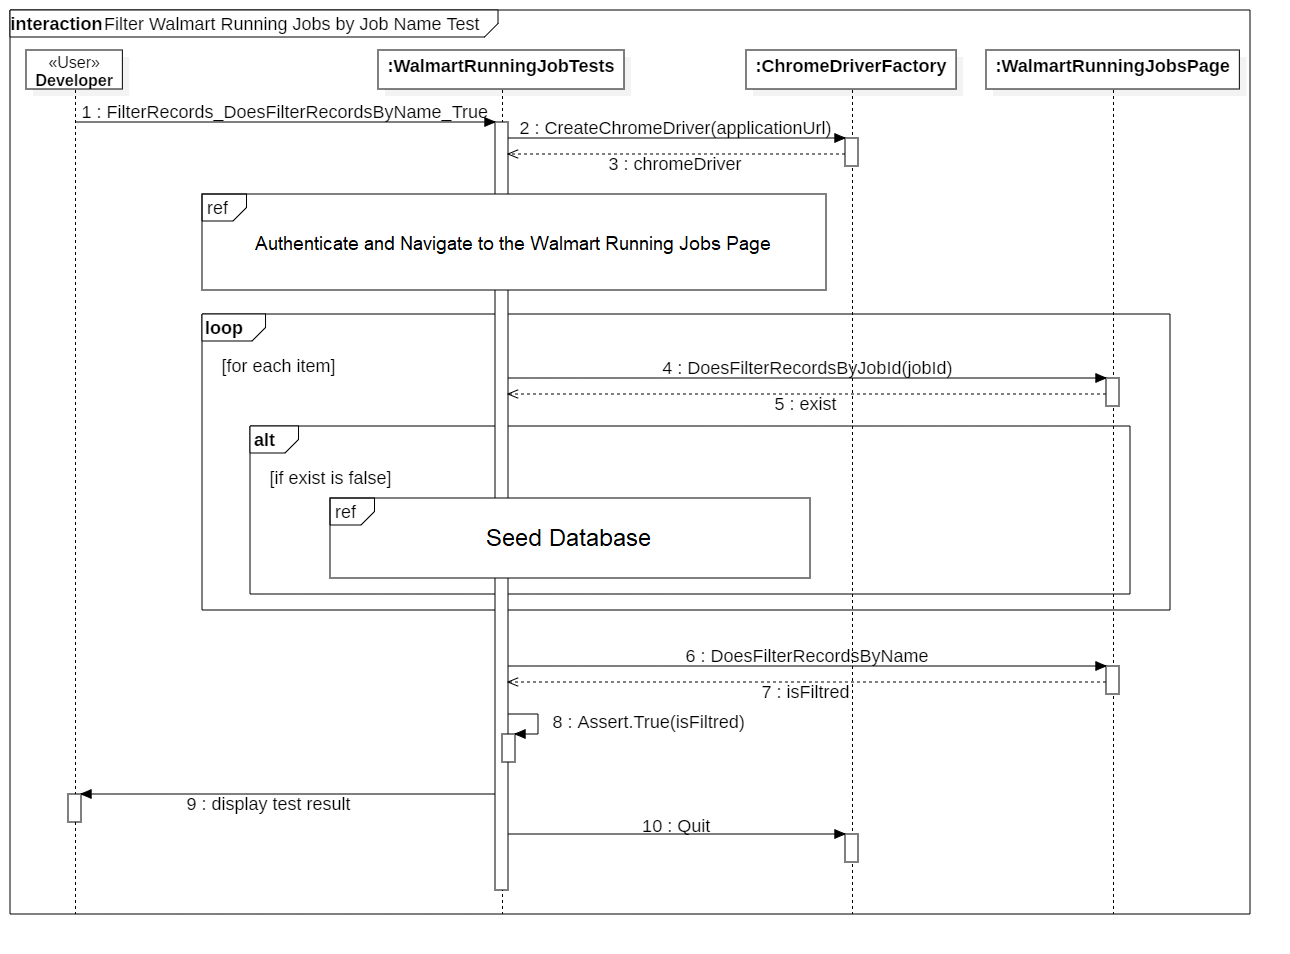 interaction Filter Walmart Running Jobs by Job Name Test
«User»
Developer
:WalmartRunningJobTests
:ChromeDriverFactory
:WalmartRunningJobsPage
1 : FilterRecords_DoesFilterRecordsByName_True
2 : CreateChromeDriver(applicationUrl)
3 : chromeDriver
ref
Authenticate and Navigate to the Walmart Running Jobs Page
loop
[for each item]
4 : DoesFilterRecordsByJobId(jobId)
5 : exist
alt
[if exist is false]
ref
Seed Database
6 : DoesFilterRecordsByName
7 : isFiltred
8 : Assert.True(isFiltred)
9 : display test result
10 : Quit